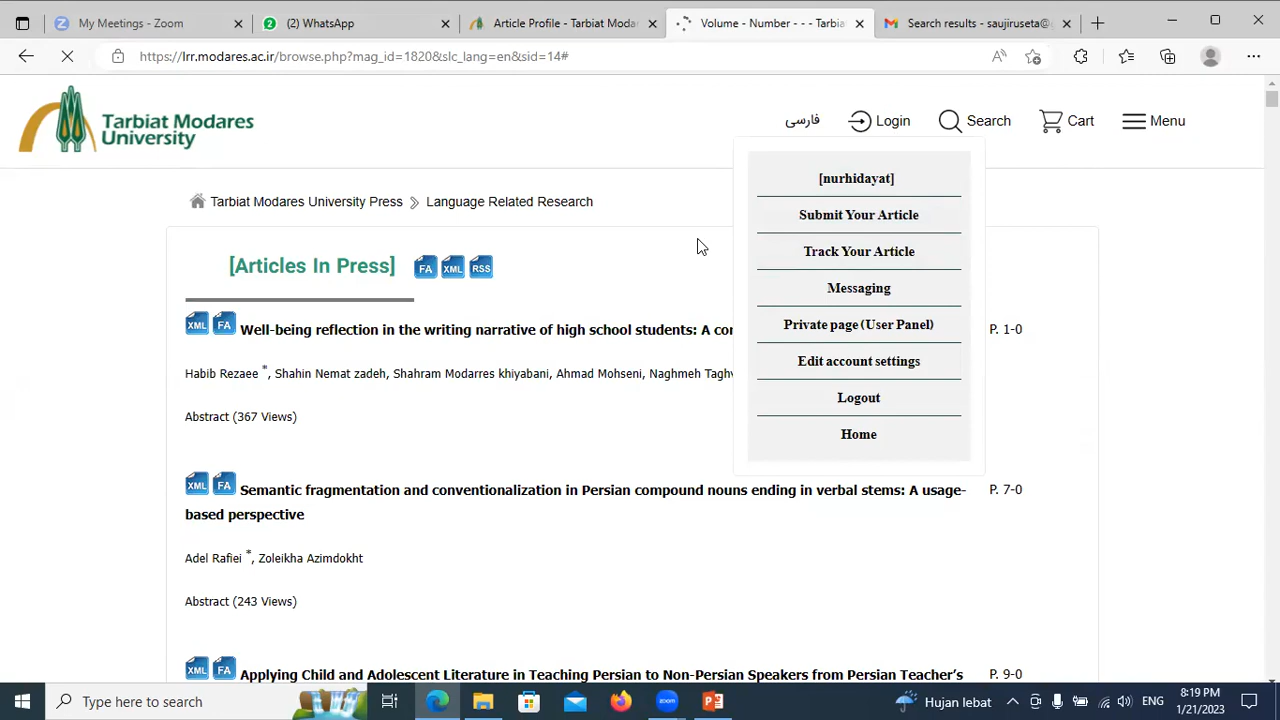 My Meetings - Zoom
2
(2) WhatsApp
Article Profile - Tarbiat Modar
Volume - Number - - - Tarbia
Search results - saujiruseta@g
https://lrr.modares.ac.ir/browse.php?mag_id=1820&slc_lang=en&sid=14#
Tarbiat Modares
University
فارسی
Login
Search
Cart
Menu
[nurhidayat]
Submit Your Article
Track Your Article
Messaging
Private page (User Panel)
Edit account settings
Logout
Home
Tarbiat Modares University Press
Language Related Research
[Articles In Press]
FA XML RSS
XML FA Well-being reflection in the writing narrative of high school students: A cor
P. 1-0
Habib Rezaee *, Shahin Nemat zadeh, Shahram Modarres khiyabani, Ahmad Mohseni, Naghmeh Taghv
Abstract (367 Views)
XML FA Semantic fragmentation and conventionalization in Persian compound nouns ending in verbal stems: A usage-
based perspective
P. 7-0
Adel Rafiei *, Zoleikha Azimdokht
Abstract (243 Views)
XML FA Applying Child and Adolescent Literature in Teaching Persian to Non-Persian Speakers from Persian Teacher's
P. 9-0
Type here to search
zoom
Hujan lebat
ENG
8:19 PM
1/21/2023